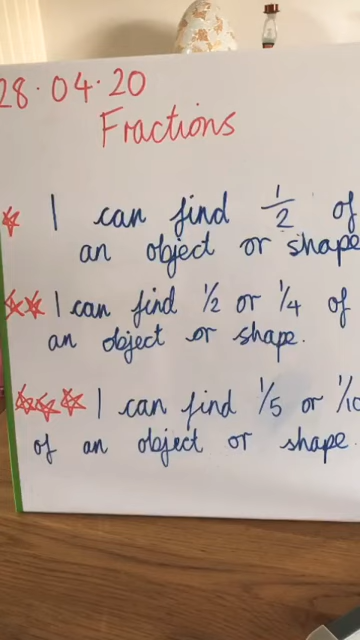 28.04.20
Fractions
I can find 1/2 of
an object or shape
I can find 1/2 or 1/4 of
an object or shape.
I can find 1/5 or 1/10
of an object or shape.